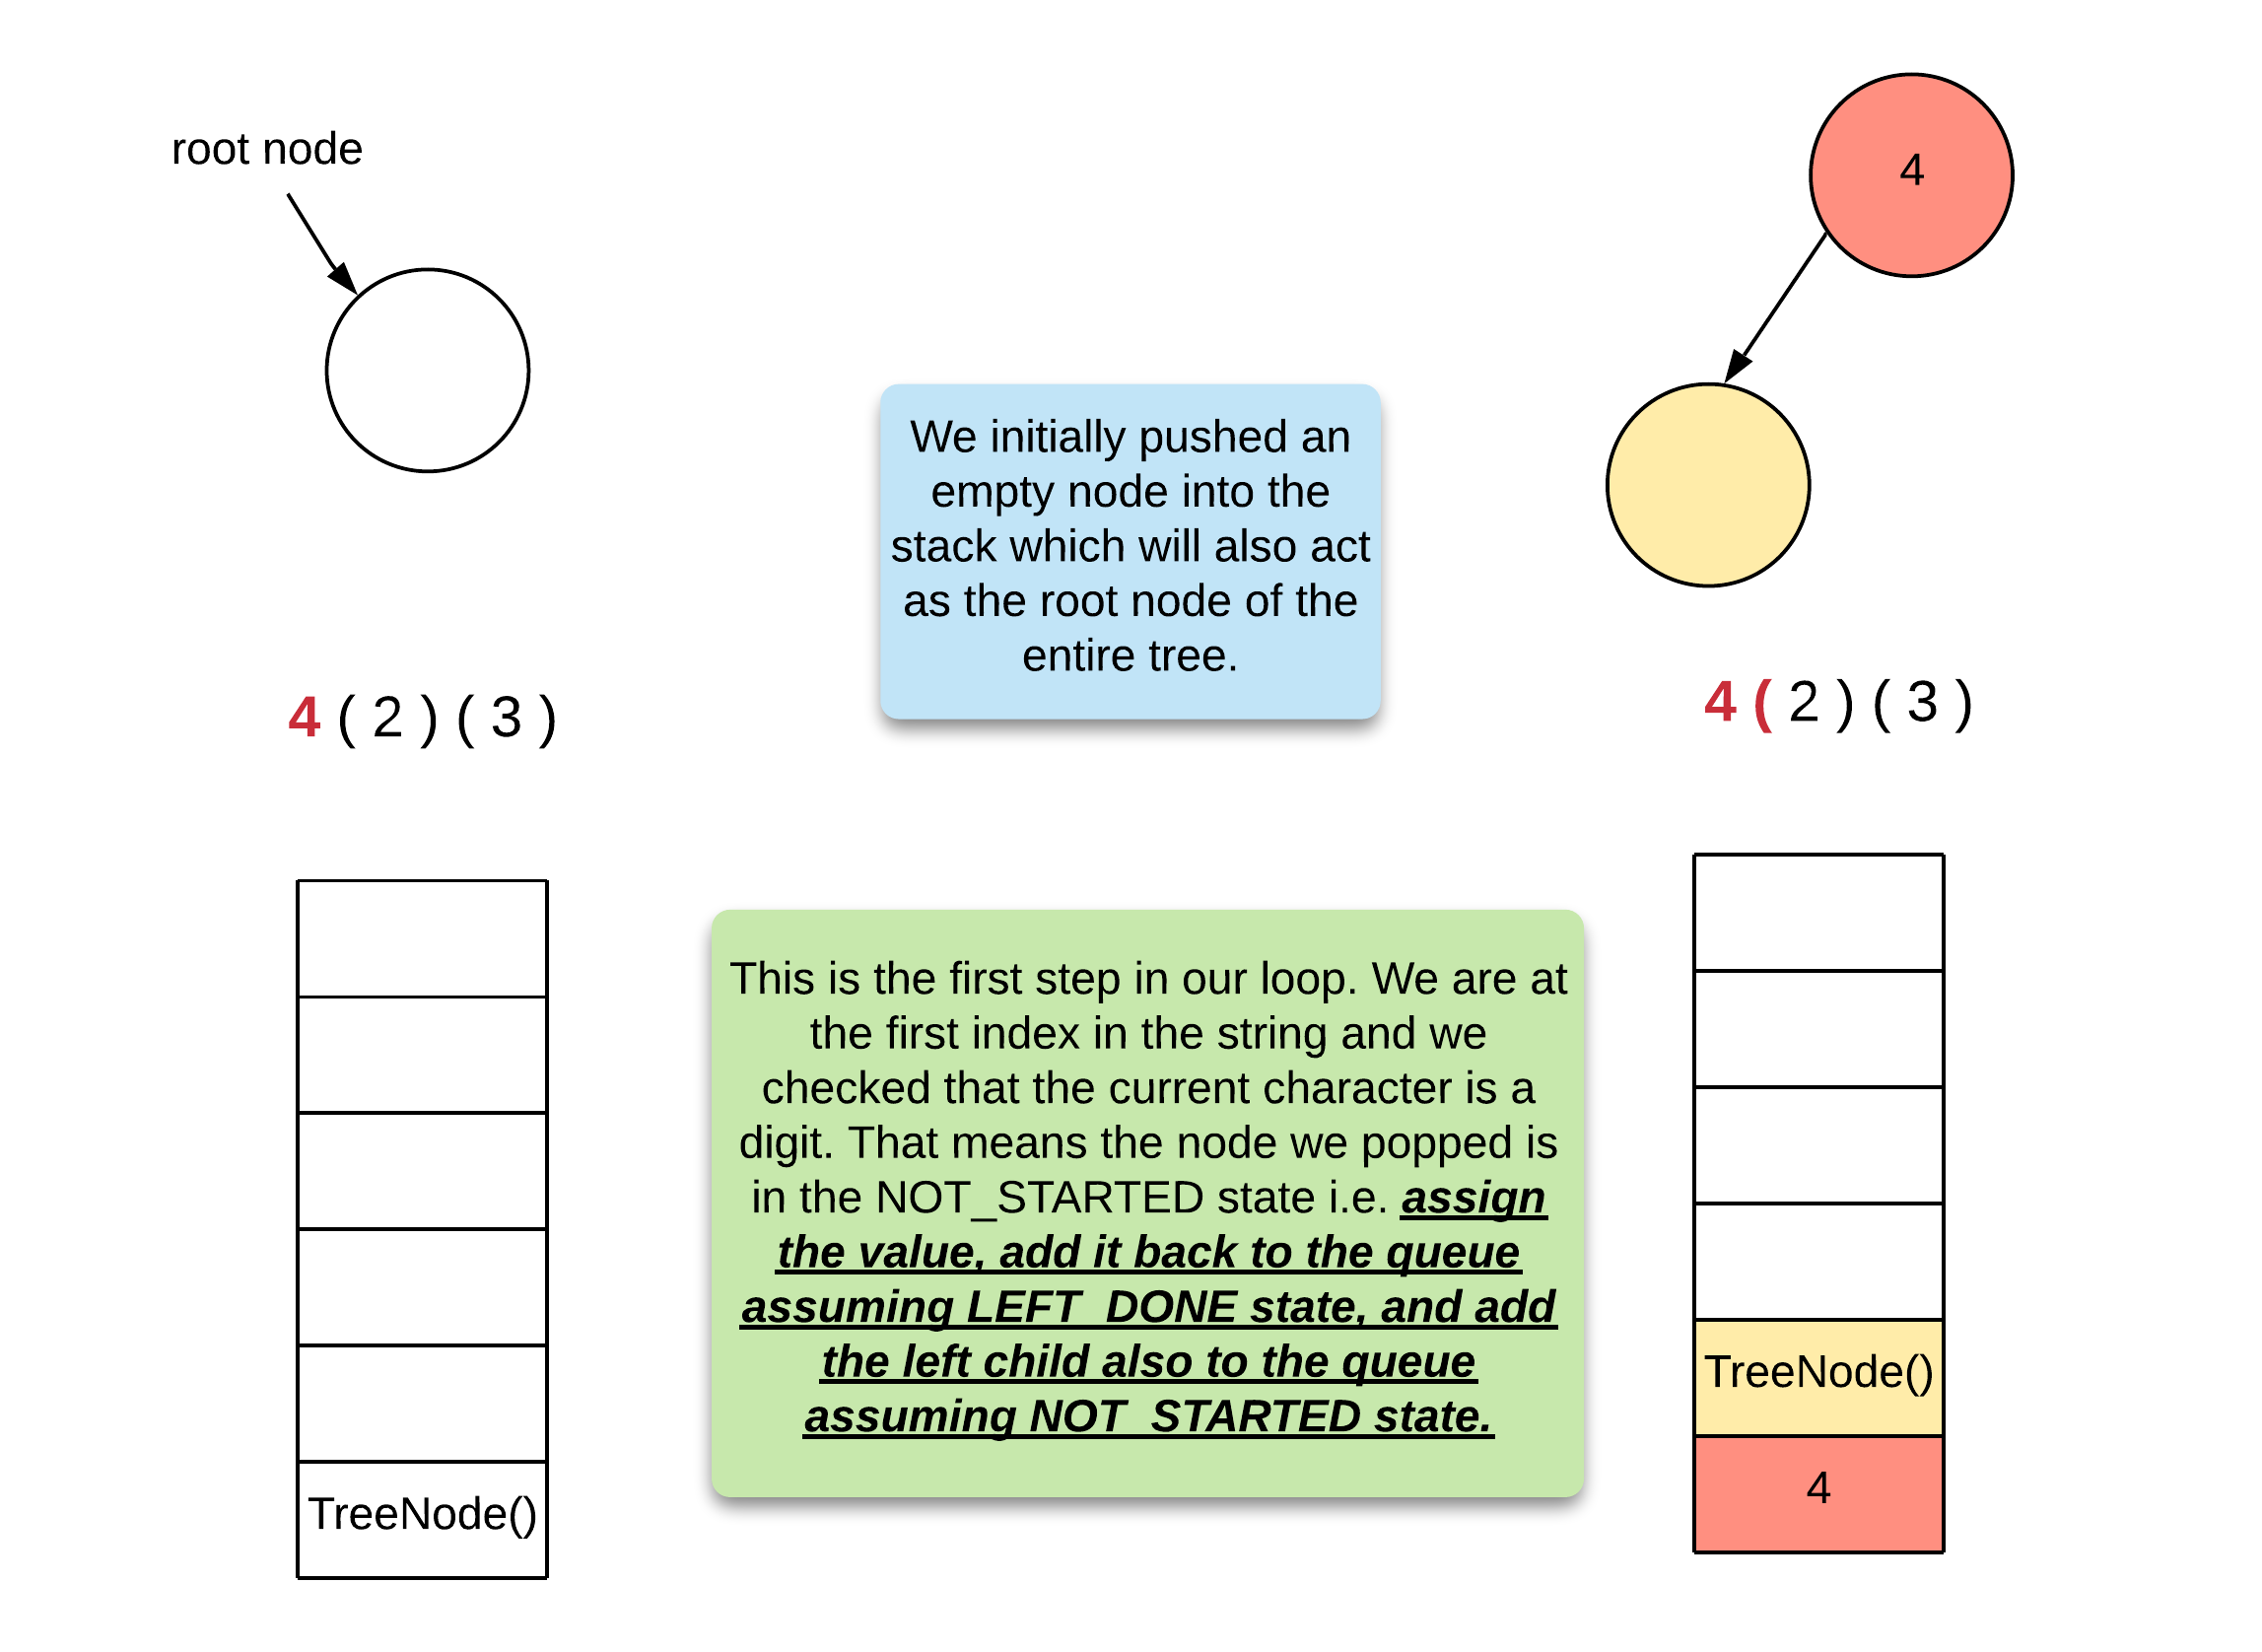 root node
4 ( 2 ) ( 3 )
TreeNode()
We initially pushed an
empty node into the
stack which will also act
as the root node of the
entire tree.
This is the first step in our loop. We are at
the first index in the string and we
checked that the current character is a
digit. That means the node we popped is
in the NOT_STARTED state i.e. assign
the value, add it back to the queue
assuming LEFT_DONE state, and add
the left child also to the queue
assuming NOT_STARTED state.
4
4 ( 2 ) ( 3 )
TreeNode()
4